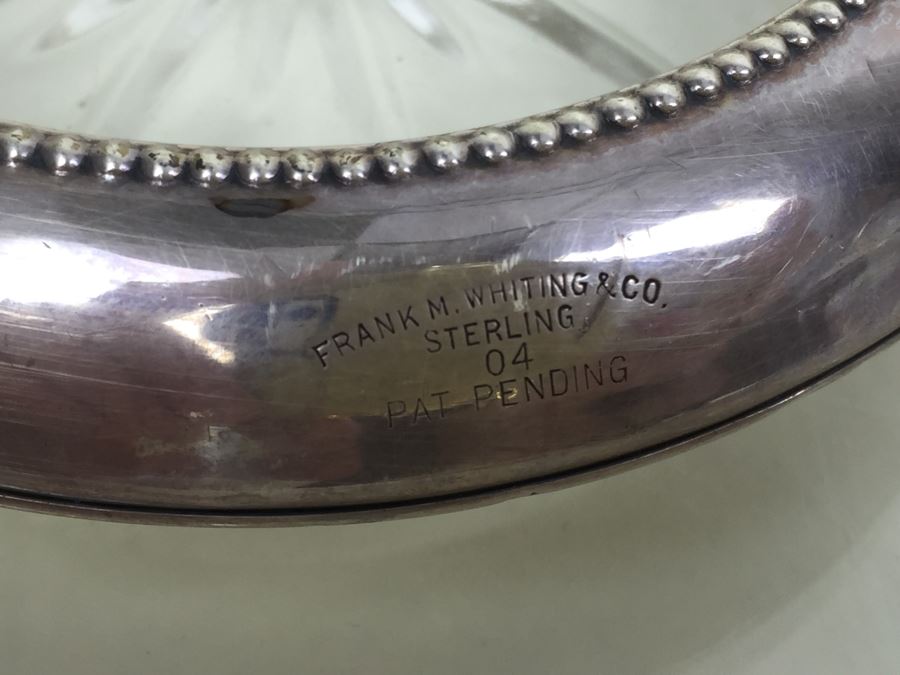 FRANK M. WHITING & CO.
STERLING
04
PAT PENDING